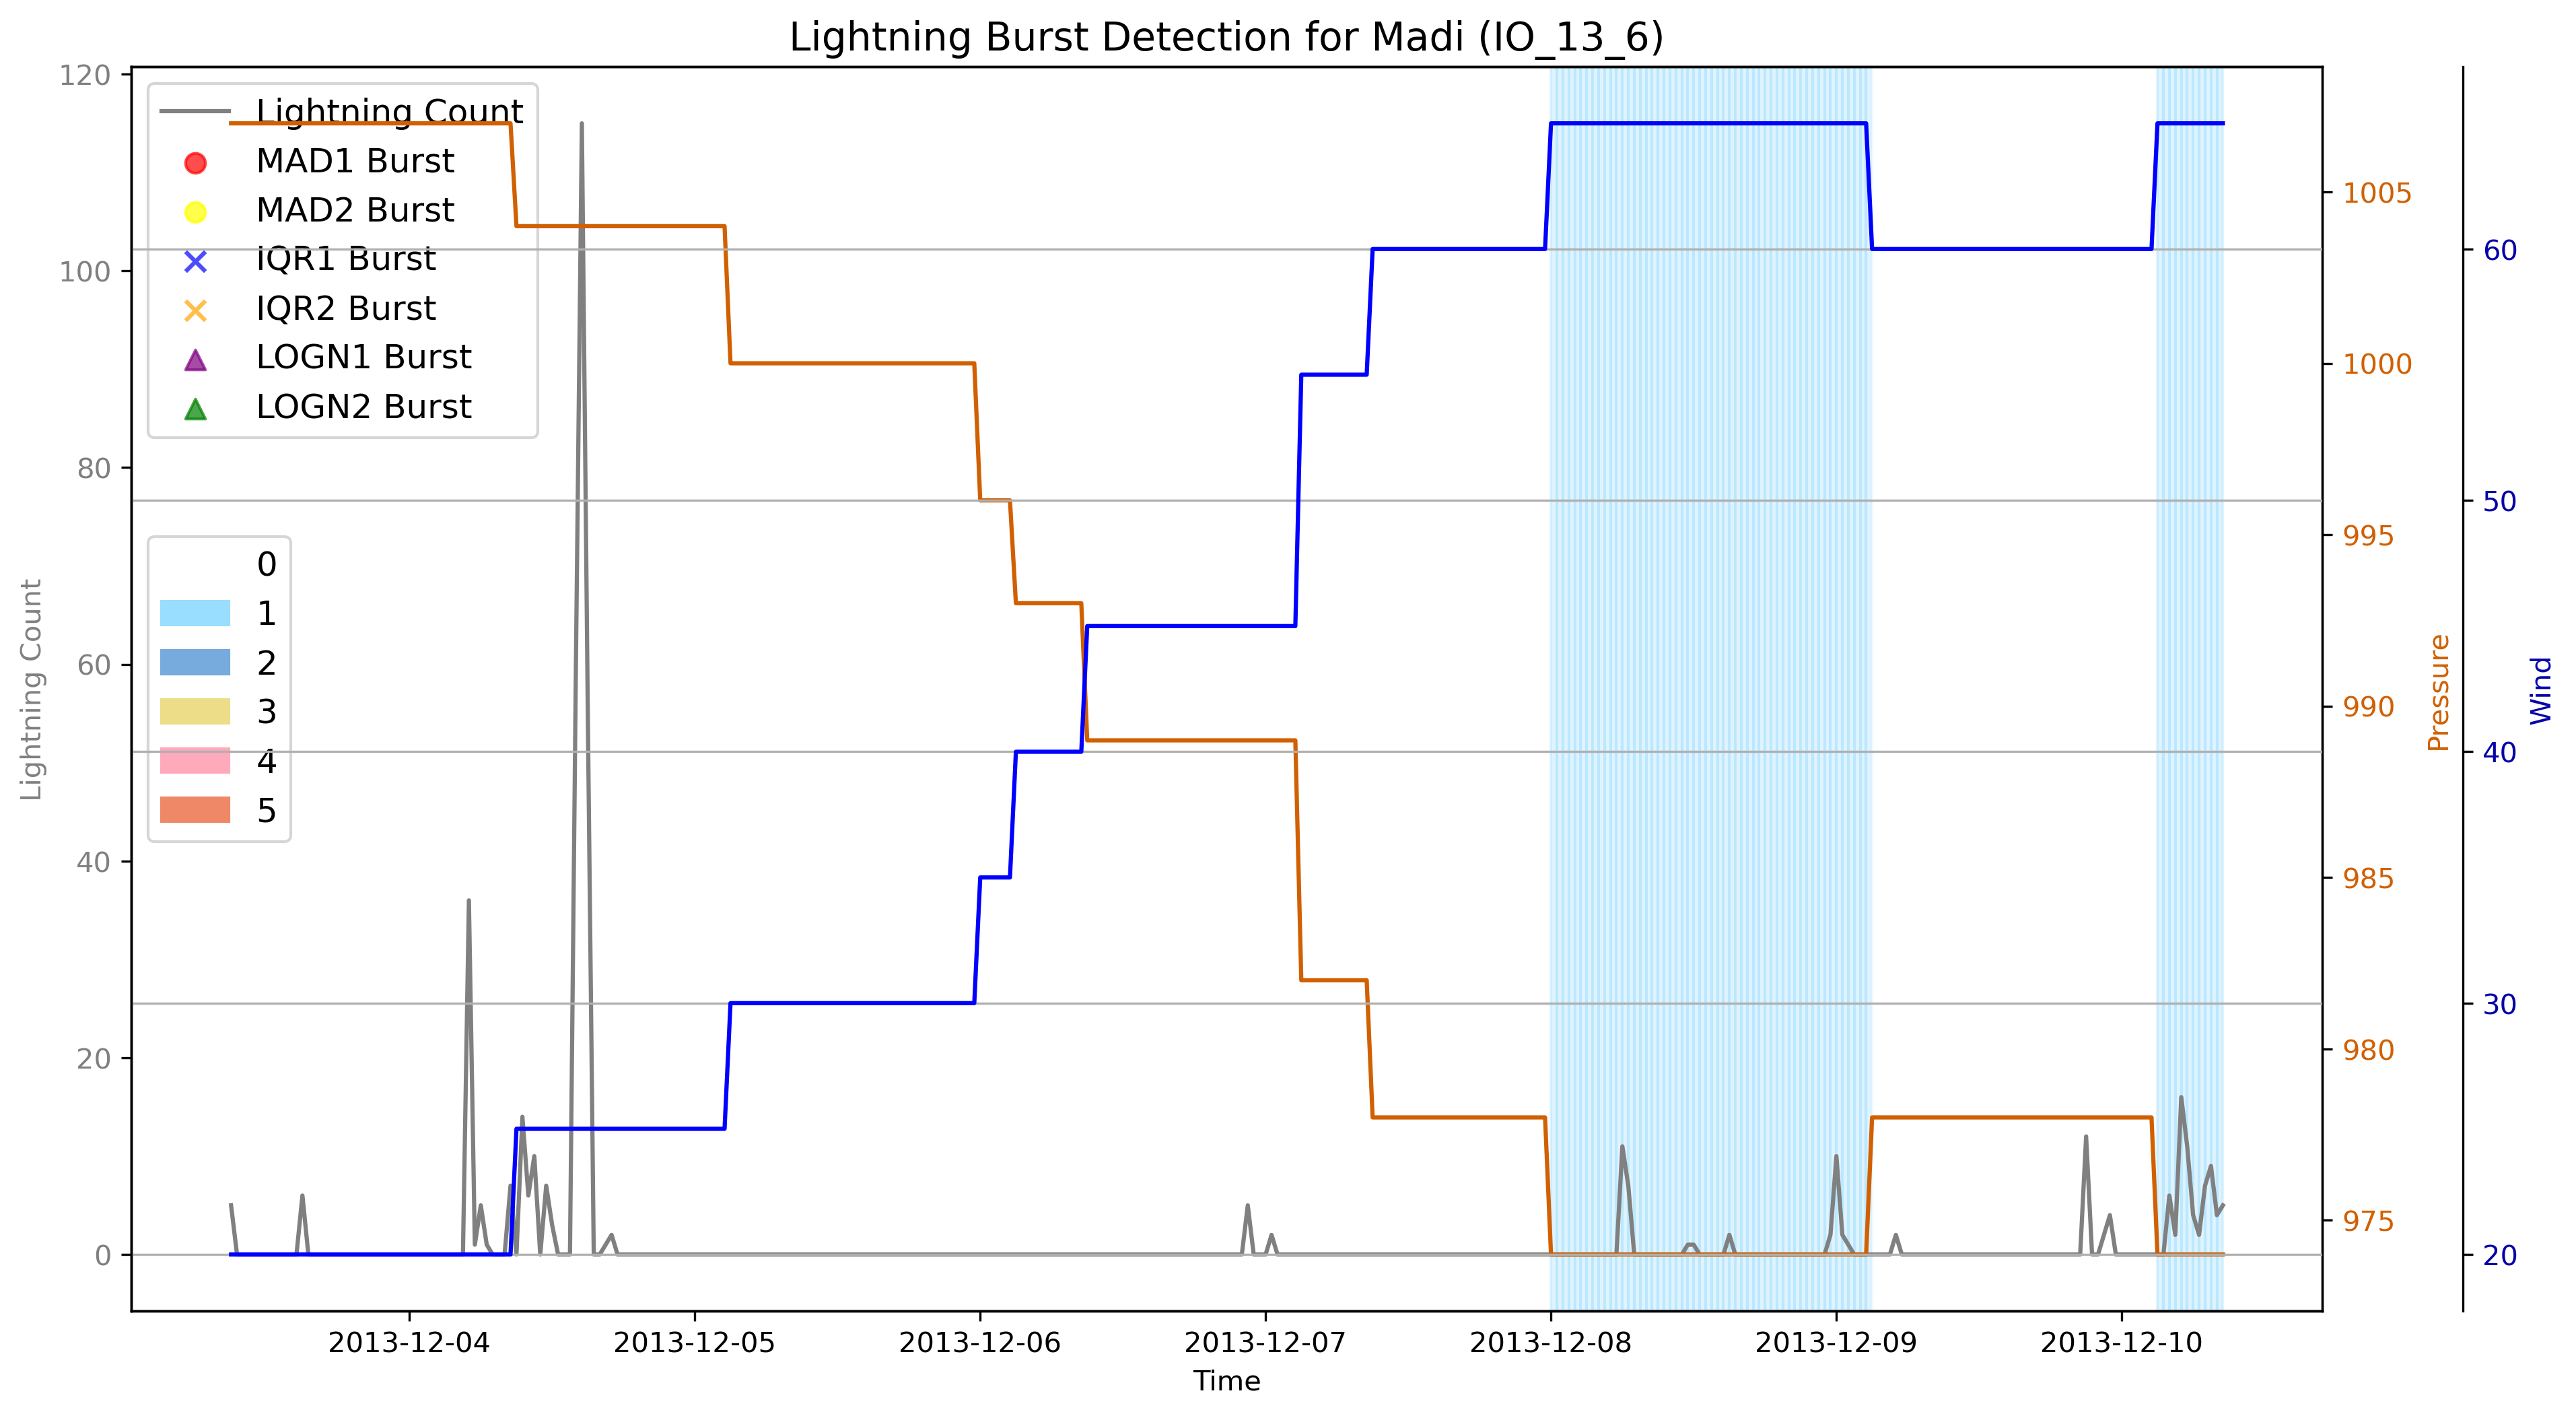 Lightning Burst Detection for Madi (IO_13_6)
Lightning Count
MAD1 Burst
MAD2 Burst
IQR1 Burst
IQR2 Burst
LOGN1 Burst
LOGN2 Burst
0
1
2
3
4
5
120
100
80
60
40
20
0
Lightning Count
1005
1000
995
990
985
980
975
Pressure
60
50
40
30
20
Wind
2013-12-04
2013-12-05
2013-12-06
2013-12-07
2013-12-08
2013-12-09
2013-12-10
Time